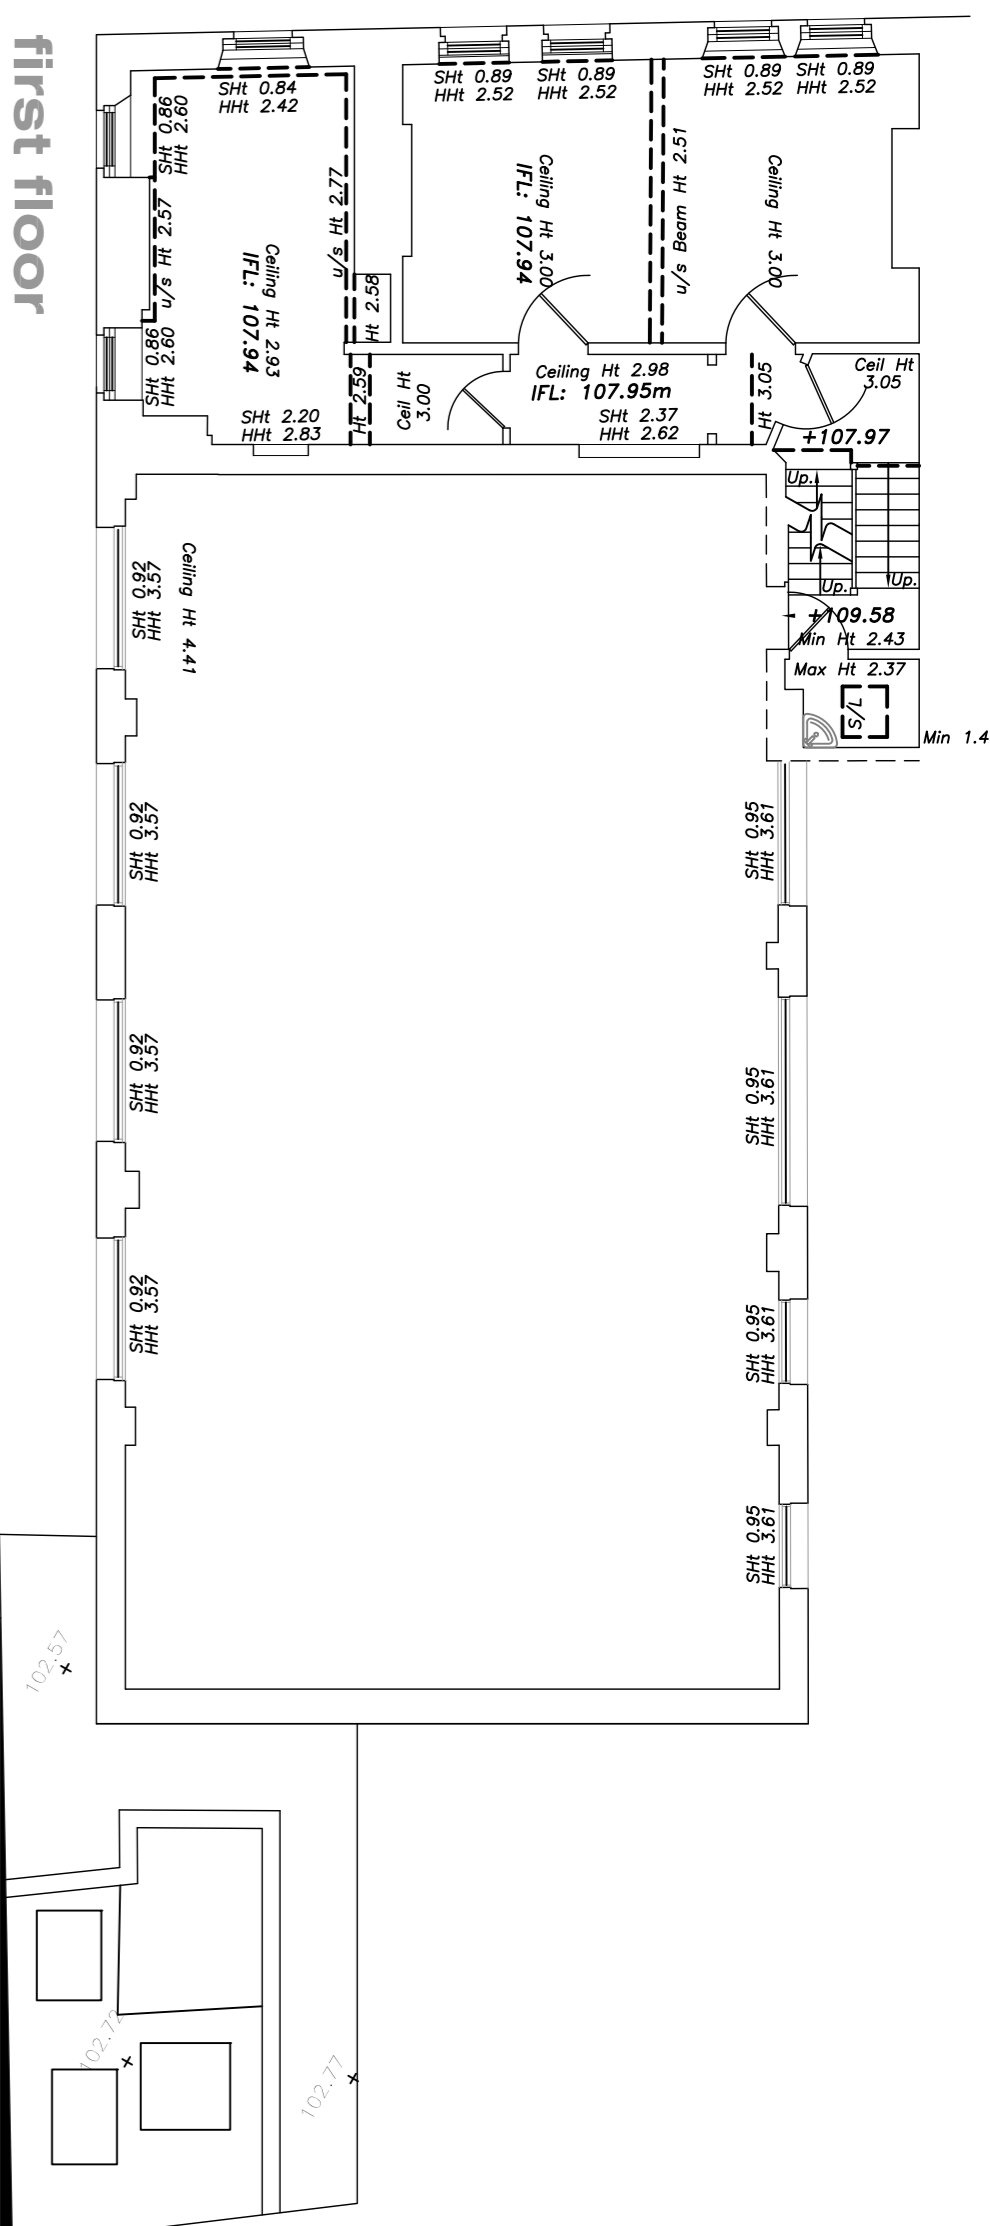 first floor
SHt 0.84
HHt 2.42
SHt 0.89
HHt 2.52
SHt 0.89
HHt 2.52
SHt 0.89
HHt 2.52
SHt 0.89
HHt 2.52
SHt 0.86
HHt 2.60
u/s Ht 2.57
SHt 0.86
HHt 2.60
u/s Ht 2.77
Ceiling Ht 2.93
IFL: 107.94
Ht 2.58
Ceiling Ht 3.00
IFL: 107.94
u/s Beam Ht 2.51
Ceiling Ht 3.00
SHt 2.20
HHt 2.83
Ht 2.59
Ceil Ht
3.00
Ceiling Ht 2.98
IFL: 107.95m
SHt 2.37
HHt 2.62
Ht 3.05
Ceil Ht
3.05
+107.97
Up.
Up.
Up.
+109.58
Min Ht 2.43
Max Ht 2.37
S/L
Min 1.4
Ceiling Ht 4.41
SHt 0.92
HHt 3.57
SHt 0.92
HHt 3.57
SHt 0.95
HHt 3.61
SHt 0.92
HHt 3.57
SHt 0.95
HHt 3.61
SHt 0.92
HHt 3.57
SHt 0.95
HHt 3.61
SHt 0.95
HHt 3.61
102.57
102.72
102.77